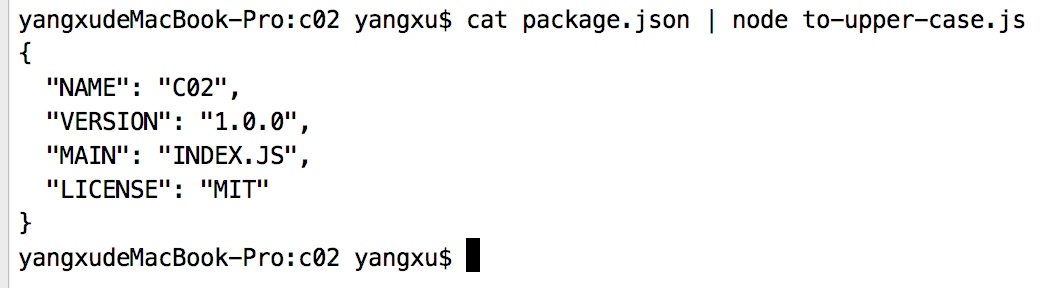 yangxudeMacBook-Pro:c02 yangxu$ cat package.json | node to-upper-case.js
{
  "NAME": "C02",
  "VERSION": "1.0.0",
  "MAIN": "INDEX.JS",
  "LICENSE": "MIT"
}
yangxudeMacBook-Pro:c02 yangxu$